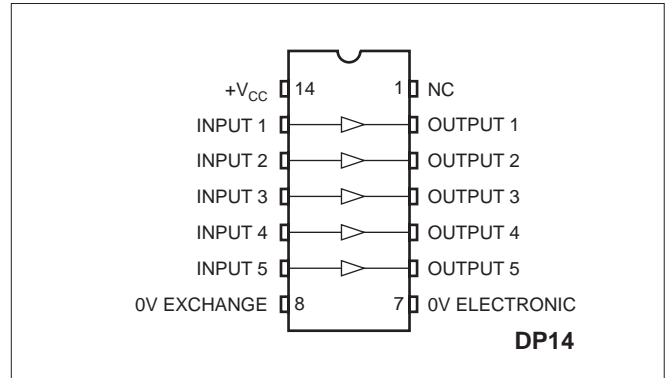 +VCC 14 1 NC
INPUT 1 OUTPUT 1
INPUT 2 OUTPUT 2
INPUT 3 OUTPUT 3
INPUT 4 OUTPUT 4
INPUT 5 OUTPUT 5
0V EXCHANGE 8 7 0V ELECTRONIC
DP14